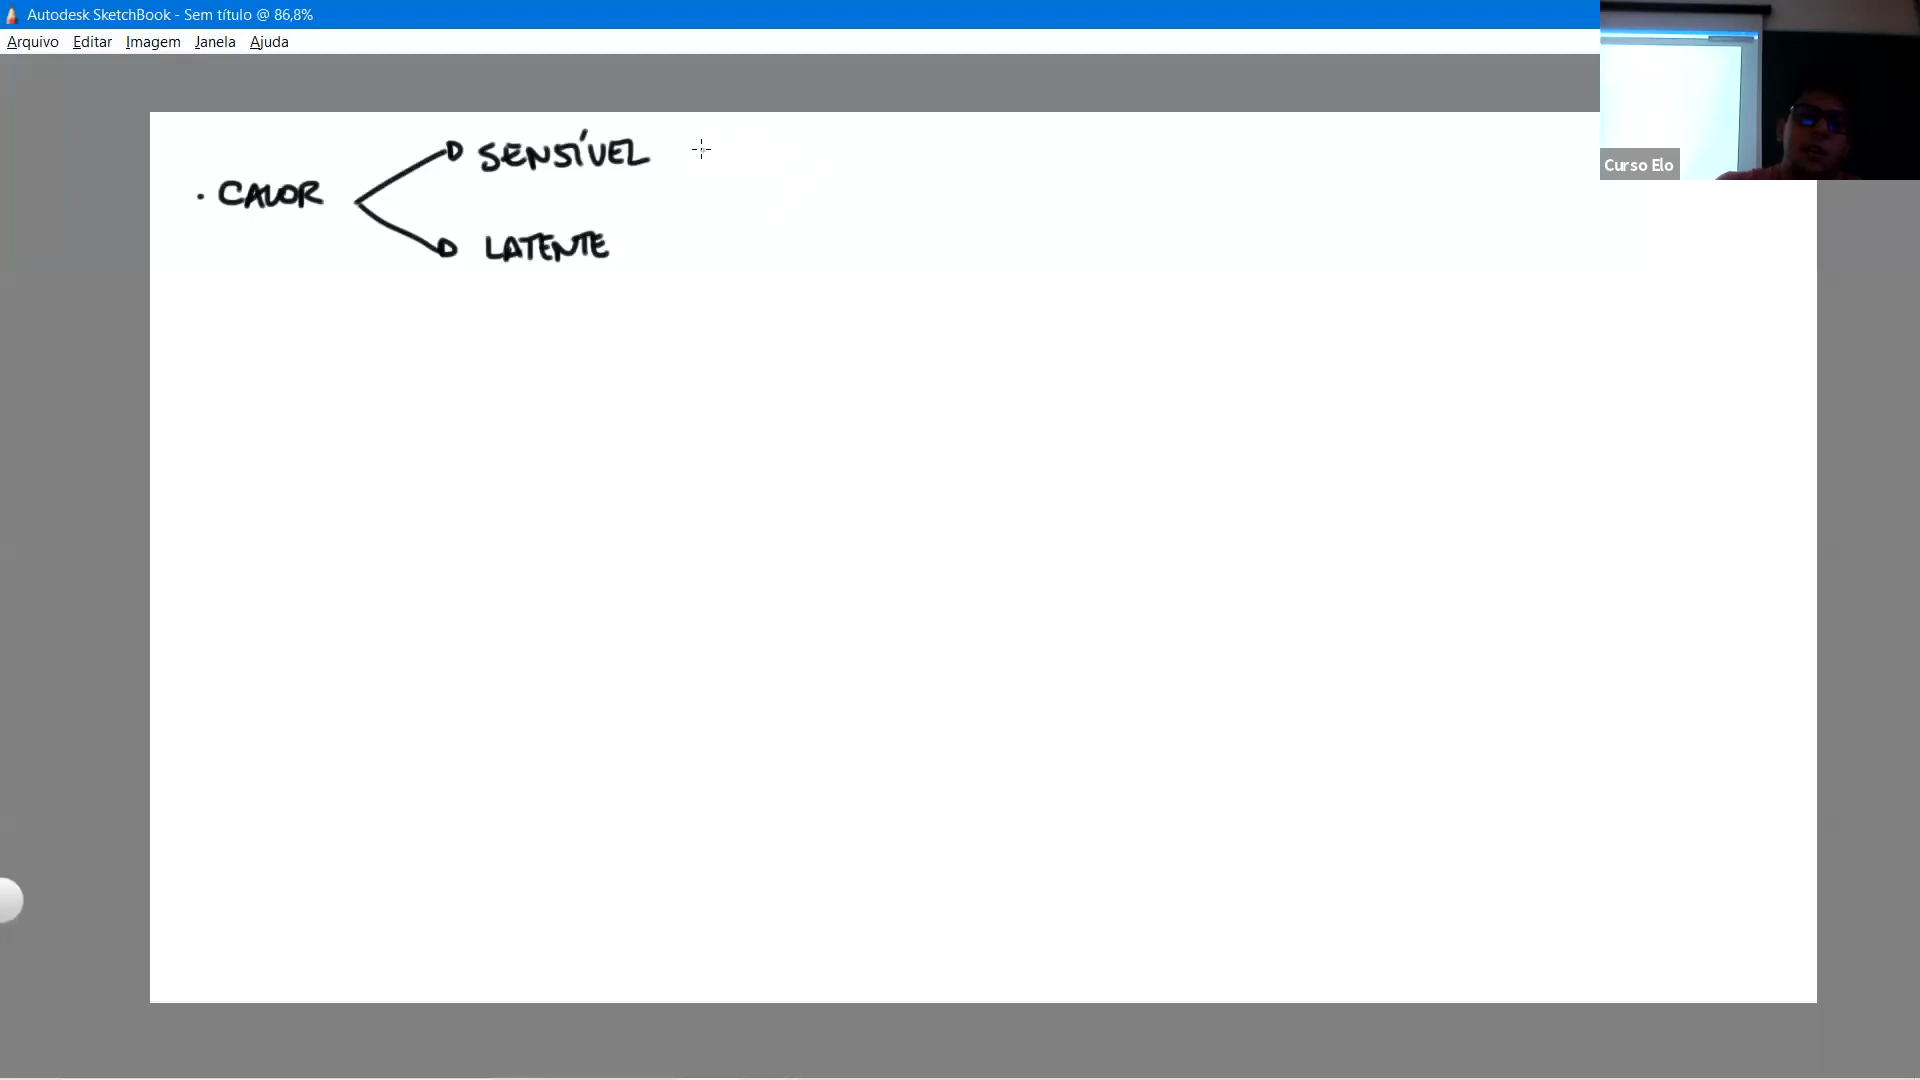 Autodesk SketchBook - Sem título @ 86,8%
Arquivo Editar Imagem Janela Ajuda
Curso Elo
SENSÍVEL
. CALOR
LATENTE